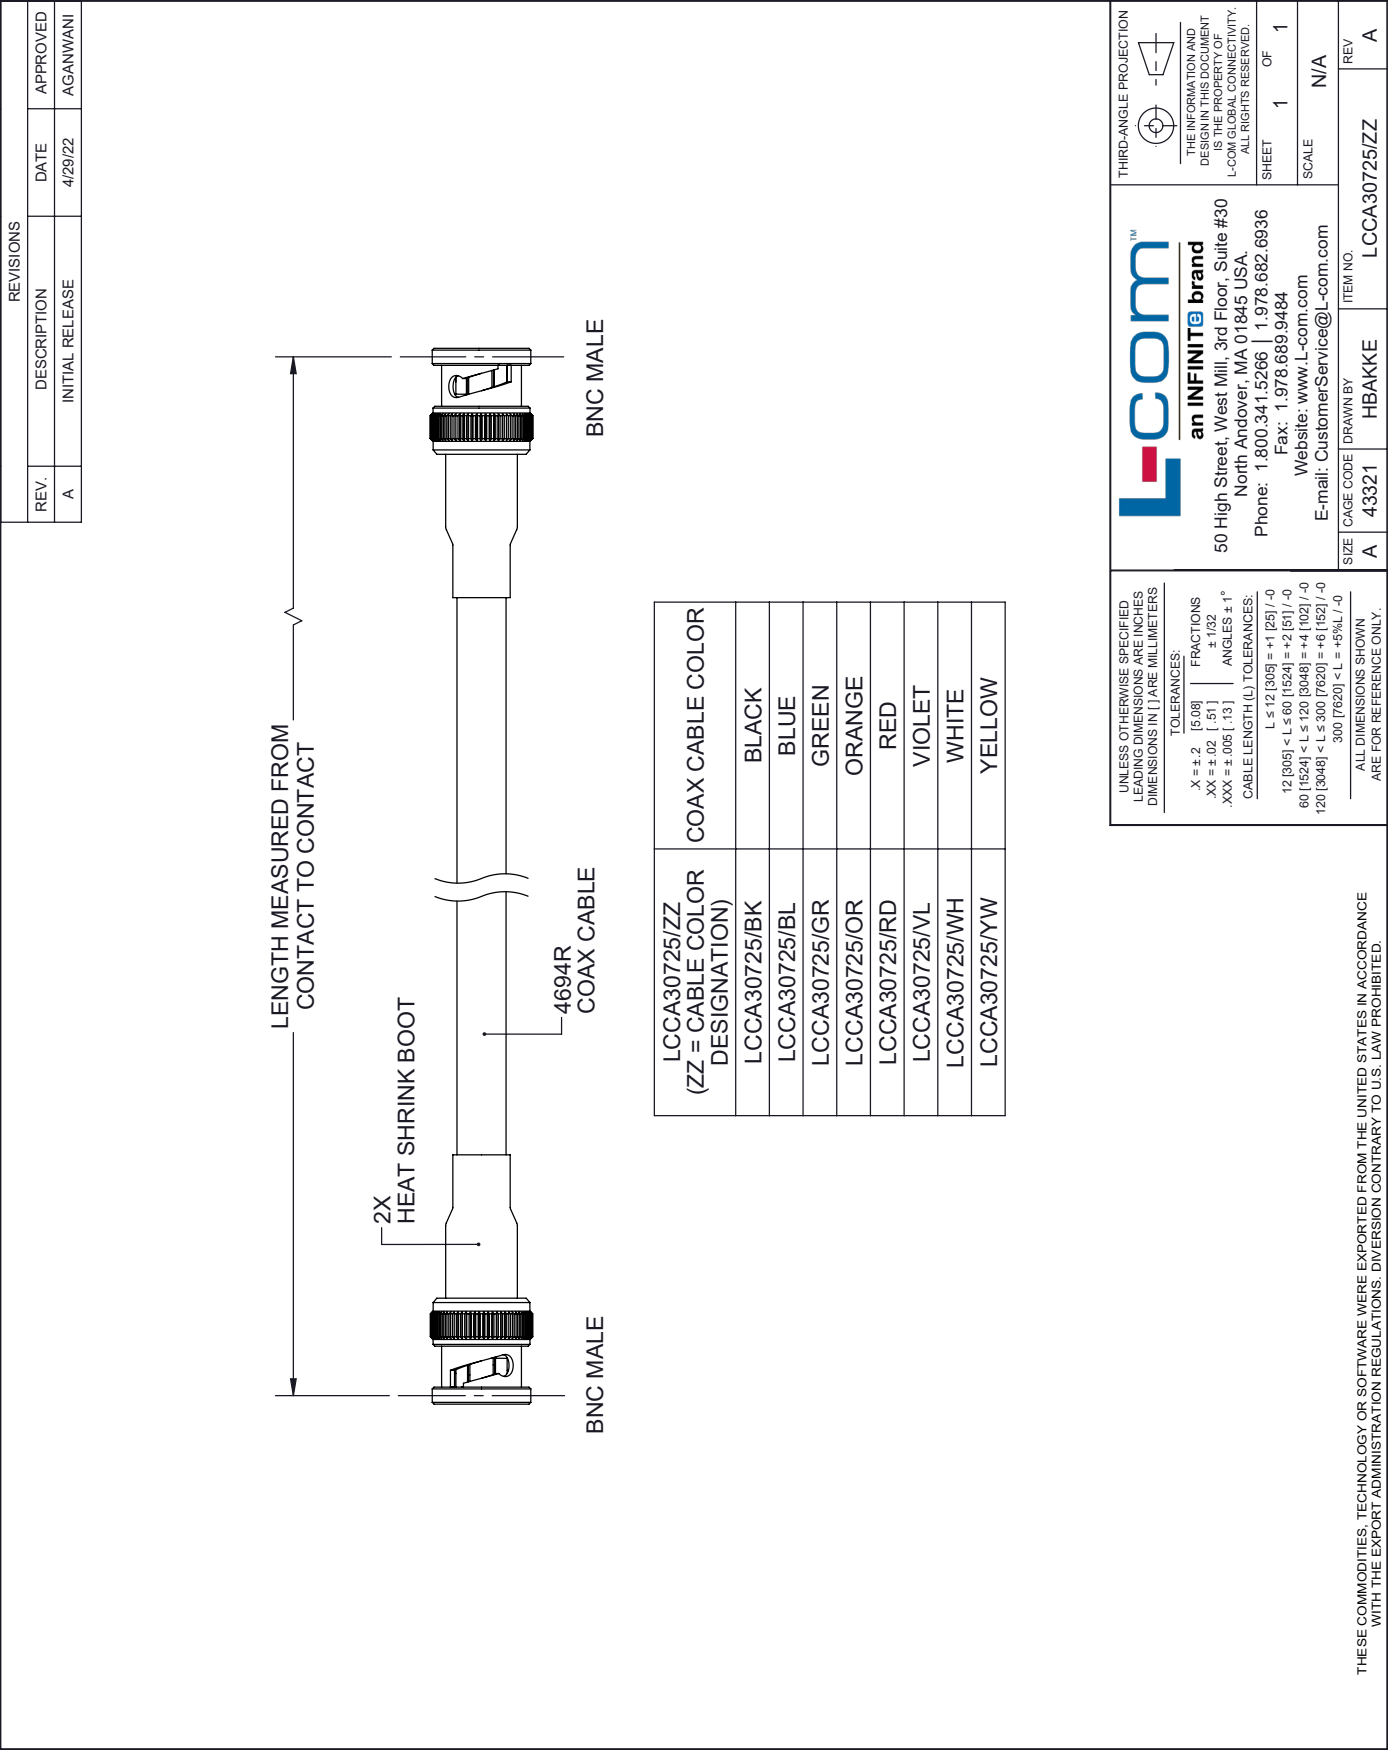 REVISIONS
REV. DESCRIPTION DATE APPROVED
A INITIAL RELEASE 4/29/22 AGANWANI
LENGTH MEASURED FROM
CONTACT TO CONTACT
2X
HEAT SHRINK BOOT
4694R
COAX CABLE
BNC MALE
BNC MALE
LCCA30725/ZZ
(ZZ = CABLE COLOR
DESIGNATION)
COAX CABLE COLOR
LCCA30725/BK BLACK
LCCA30725/BL BLUE
LCCA30725/GR GREEN
LCCA30725/OR ORANGE
LCCA30725/RD RED
LCCA30725/VL VIOLET
LCCA30725/WH WHITE
LCCA30725/YW YELLOW
UNLESS OTHERWISE SPECIFIED
LEADING DIMENSIONS ARE INCHES
DIMENSIONS IN [ ] ARE MILLIMETERS
TOLERANCES:
.X = ± .2 [5.08] FRACTIONS
.XX = ± .02 [ .51 ] ± 1/32
.XXX = ± .005 [ .13 ] ANGLES ± 1°
CABLE LENGTH (L) TOLERANCES:
L ≤ 12 [305] = +1 [25] / -0
12 [305] < L ≤ 60 [1524] = +2 [51] / -0
60 [1524] < L ≤ 120 [3048] = +4 [102] / -0
120 [3048] < L ≤ 300 [7620] = +6 [152] / -0
300 [7620] < L = +5%L / -0
ALL DIMENSIONS SHOWN
ARE FOR REFERENCE ONLY.
L-com™
an INFINITe brand
50 High Street, West Mill, 3rd Floor, Suite #30
North Andover, MA 01845 USA.
Phone: 1.800.341.5266 | 1.978.682.6936
Fax: 1.978.689.9484
Website: www.L-com.com
E-mail: CustomerService@L-com.com
THIRD-ANGLE PROJECTION
THE INFORMATION AND
DESIGN IN THIS DOCUMENT
IS THE PROPERTY OF
L-COM GLOBAL CONNECTIVITY.
ALL RIGHTS RESERVED.
SHEET 1 OF 1
SCALE N/A
SIZE A
CAGE CODE 43321
DRAWN BY HBAKKE
ITEM NO. LCCA30725/ZZ
REV A
THESE COMMODITIES, TECHNOLOGY OR SOFTWARE WERE EXPORTED FROM THE UNITED STATES IN ACCORDANCE
WITH THE EXPORT ADMINISTRATION REGULATIONS. DIVERSION CONTRARY TO U.S. LAW PROHIBITED.